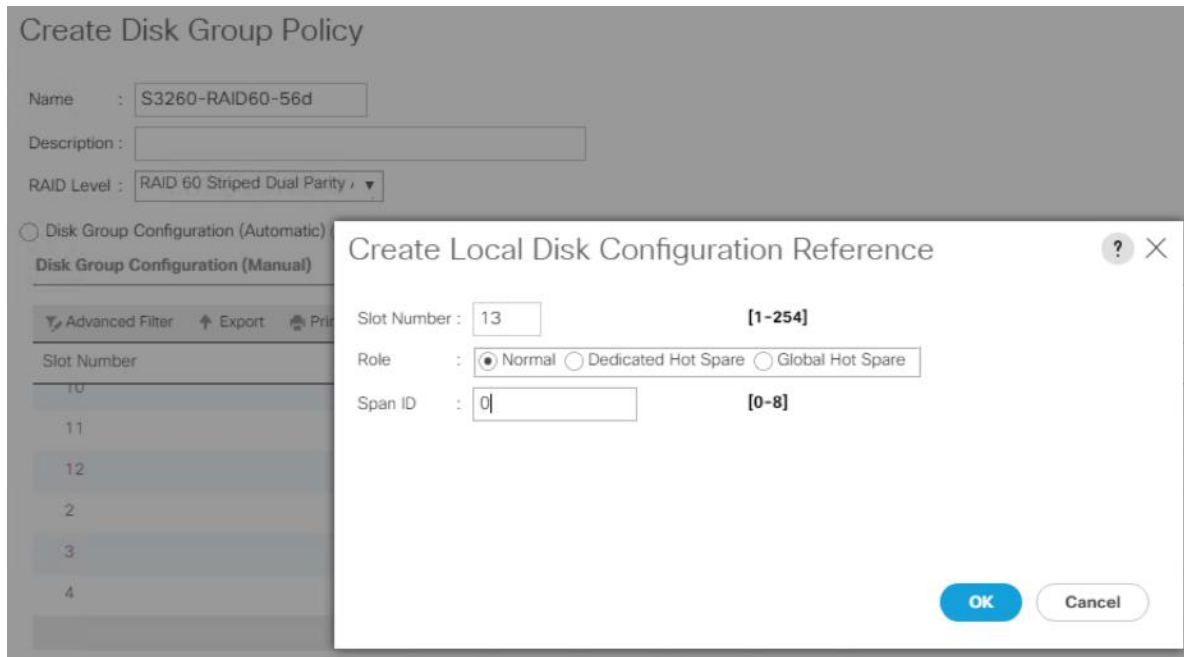 Create Disk Group Policy
Name : S3260-RAID60-56d
Description :
RAID Level : RAID 60 Striped Dual Parity
Disk Group Configuration (Automatic)
Disk Group Configuration (Manual)
Advanced Filter Export Prin
Slot Number
10
11
12
2
3
4
Create Local Disk Configuration Reference ?
Slot Number : 13 [1-254]
Role : Normal Dedicated Hot Spare Global Hot Spare
Span ID : 0 [0-8]
OK Cancel